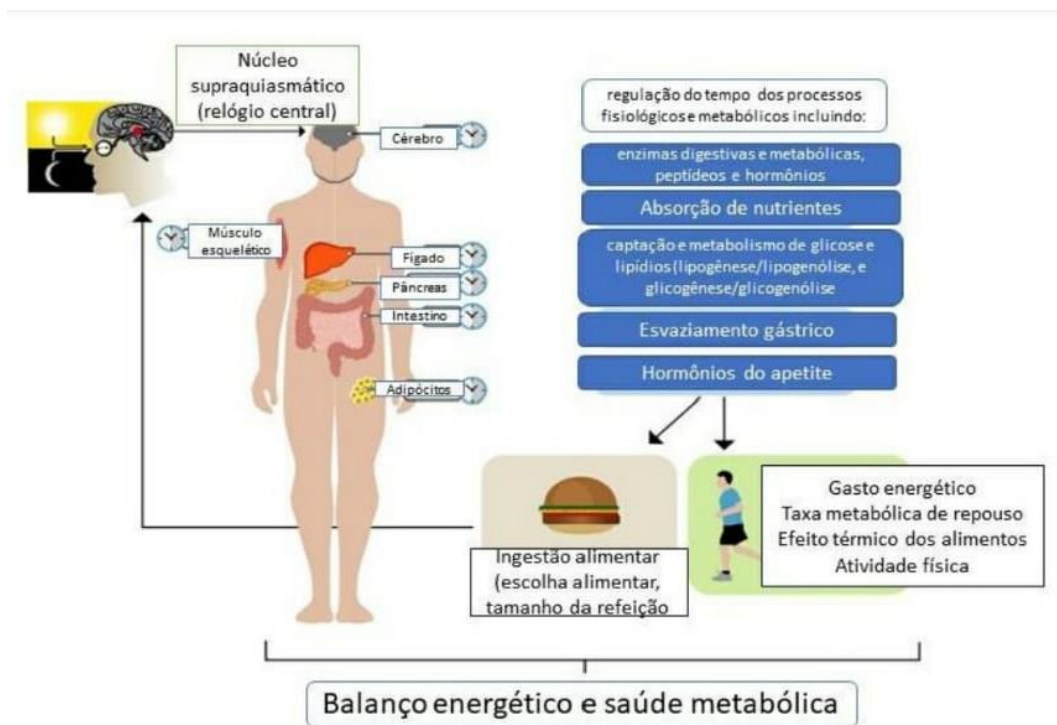 Núcleo
supraquiasmático
(relógio central)
Cérebro
Músculo
esquelético
Fígado
Pâncreas
Intestino
Adipócitos
regulação do tempo dos processos
fisiológicos e metabólicos incluindo:
enzimas digestivas e metabólicas,
peptídeos e hormônios
Absorção de nutrientes
captação e metabolismo de glicose e
lipídios (lipogênese/lipogenólise, e
glicogênese/glicogenólise
Esvaziamento gástrico
Hormônios do apetite
Ingestão alimentar
(escolha alimentar,
tamanho da refeição
Gasto energético
Taxa metabólica de repouso
Efeito térmico dos alimentos
Atividade física
Balanço energético e saúde metabólica